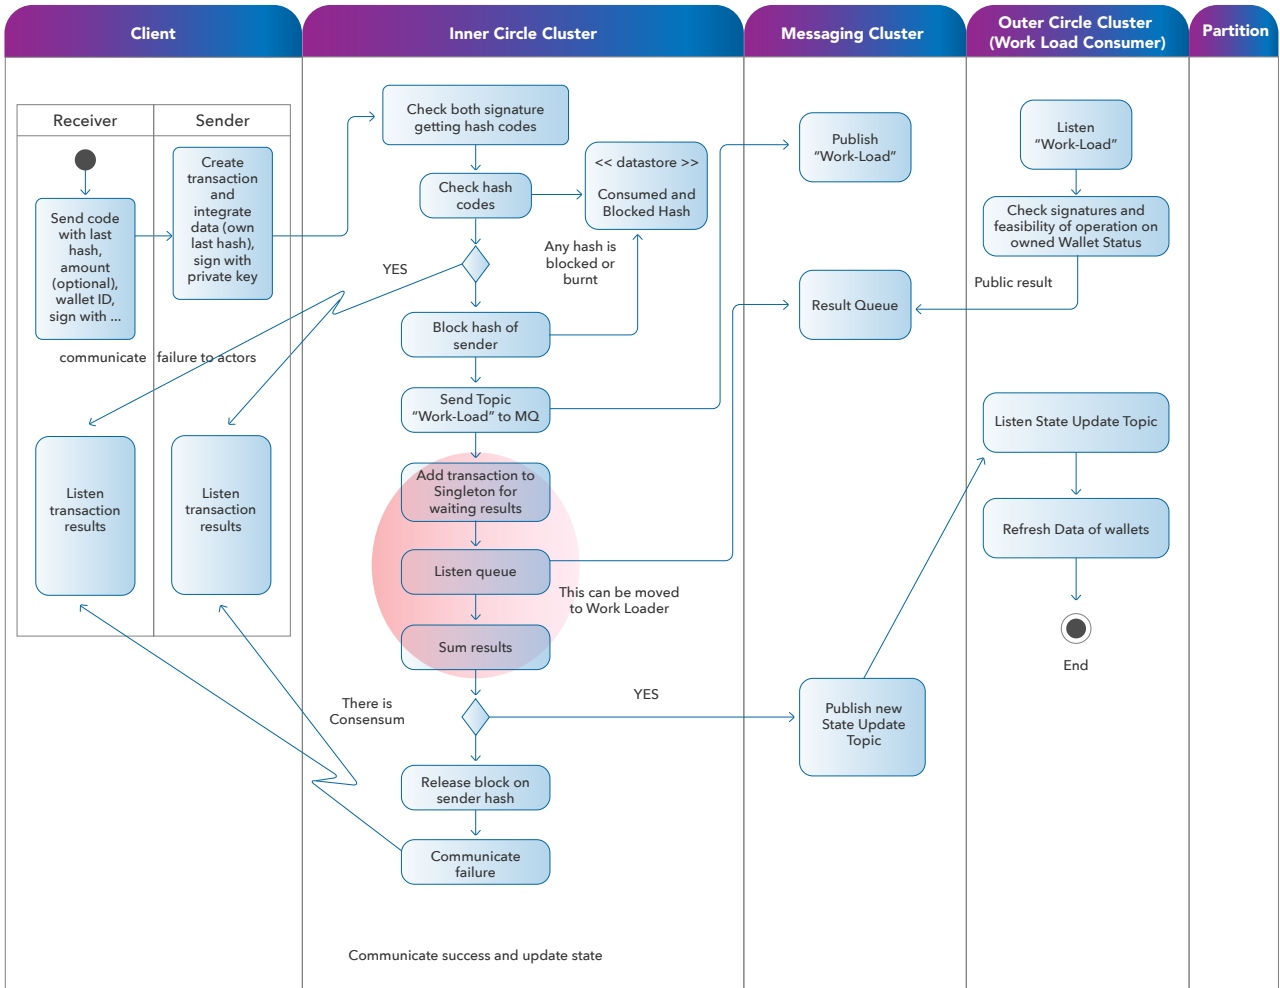 Client
Inner Circle Cluster
Messaging Cluster
Outer Circle Cluster
(Work Load Consumer)
Partition
Receiver
Sender
Send code
with last
hash,
amount
(optional),
wallet ID,
sign with ...
Create
transaction
and
integrate
data (own
last hash),
sign with
private key
communicate failure to actors
Listen
transaction
results
Listen
transaction
results
Check both signature
getting hash codes
Check hash
codes
<< datastore >>
Consumed and
Blocked Hash
Any hash is
blocked or
burnt
YES
Block hash of
sender
Send Topic
“Work-Load” to MQ
Add transaction to
Singleton for
waiting results
Listen queue
This can be moved
to Work Loader
Sum results
There is
Consensum
YES
Release block on
sender hash
Communicate
failure
Communicate success and update state
Publish
“Work-Load”
Result Queue
Publish new
State Update
Topic
Listen
“Work-Load”
Check signatures and
feasibility of operation on
owned Wallet Status
Public result
Listen State Update Topic
Refresh Data of wallets
End